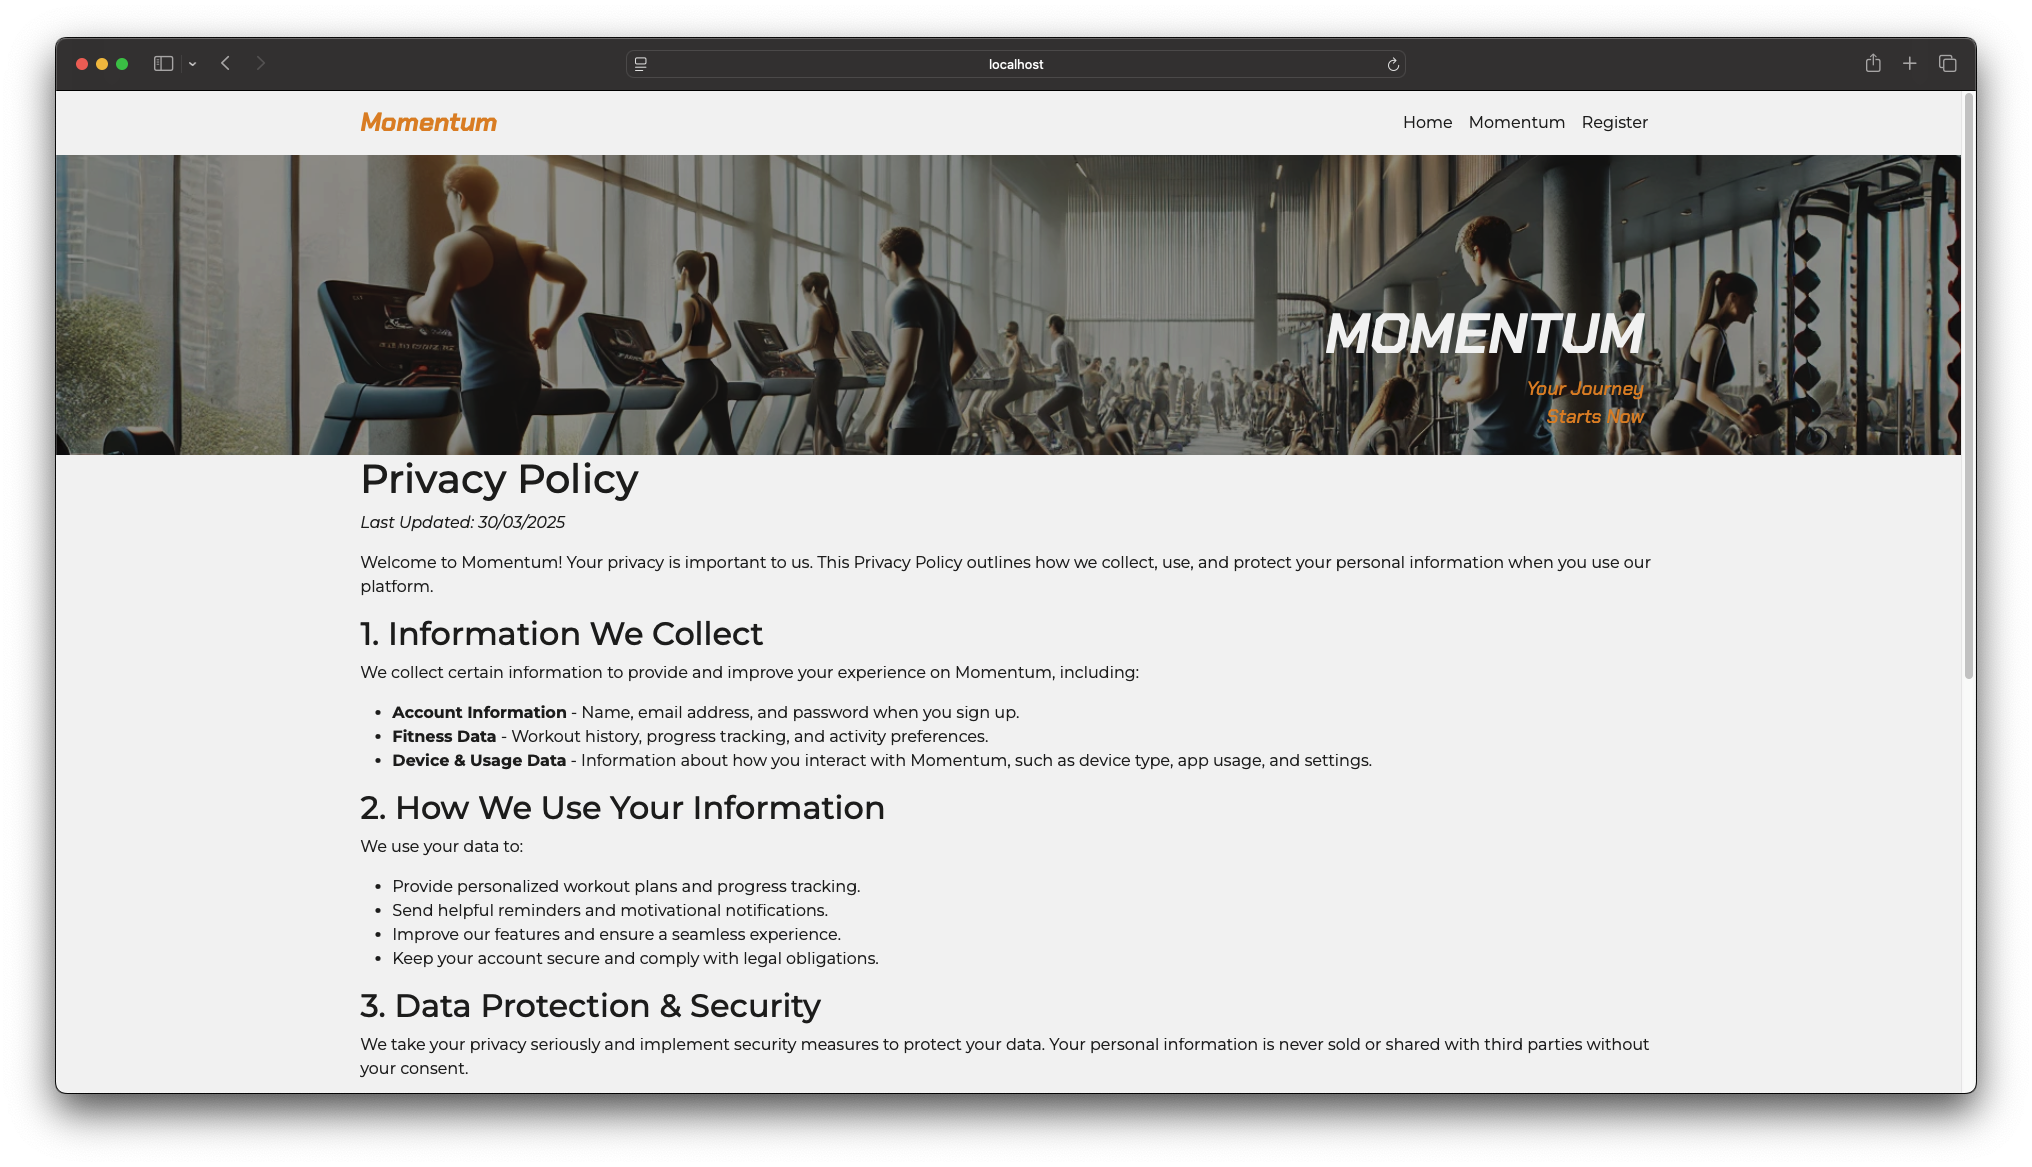 localhost
Momentum
Home Momentum Register
MOMENTUM
Your Journey
Starts Now
Privacy Policy
Last Updated: 30/03/2025
Welcome to Momentum! Your privacy is important to us. This Privacy Policy outlines how we collect, use, and protect your personal information when you use our
platform.
1. Information We Collect
We collect certain information to provide and improve your experience on Momentum, including:
• Account Information - Name, email address, and password when you sign up.
• Fitness Data - Workout history, progress tracking, and activity preferences.
• Device & Usage Data - Information about how you interact with Momentum, such as device type, app usage, and settings.
2. How We Use Your Information
We use your data to:
• Provide personalized workout plans and progress tracking.
• Send helpful reminders and motivational notifications.
• Improve our features and ensure a seamless experience.
• Keep your account secure and comply with legal obligations.
3. Data Protection & Security
We take your privacy seriously and implement security measures to protect your data. Your personal information is never sold or shared with third parties without
your consent.